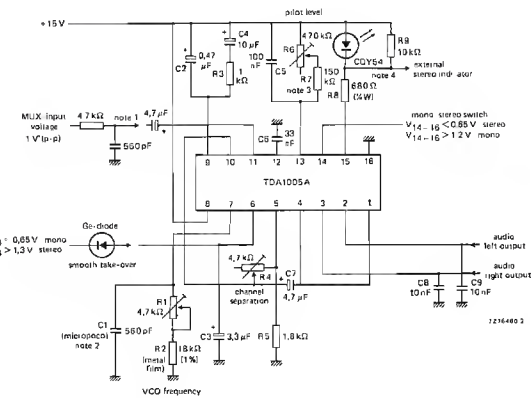 pilot level
+15V
C4
10 µF
C2
0,47
µF
R3
1
kΩ
100
nF
C5
R6
470 kΩ
R7
150
kΩ
note 3
CQY54
R9
10 kΩ
note 4
external
stereo indicator
R8
680 Ω
(¼W)
MUX-input
voltage
1 V (p-p)
47 kΩ
note 1
4,7 µF
560 pF
C6
33
nF
mono stereo switch
V14-16 < 0,65V stereo
V14-16 > 1,2V mono
9
10
11
12
13
14
15
16
TDA1005A
8
7
6
5
4
3
2
1
Ge-diode
0,65V mono
> 1,3V stereo
smooth take-over
4,7 kΩ
R4
channel
separation
C7
4,7 µF
audio
left output
audio
right output
C8
10 nF
C9
10 nF
R1
4,7 kΩ
C1
(micropoco)
note 2
560 pF
R2
(metal
film)
18 kΩ
(1%)
C3
3,3 µF
R5
1,8 kΩ
7Z76480.3
VCO frequency